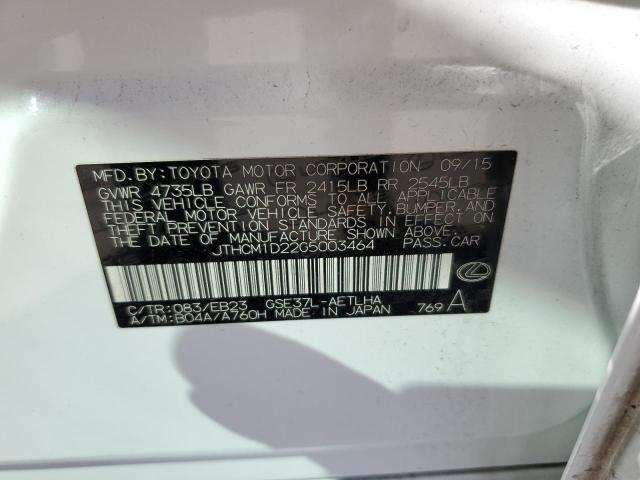 MFD. BY: TOYOTA MOTOR CORPORATION 09/15
GVWR 4735LB GAWR FR 2415LB RR 2545LB
THIS VEHICLE CONFORMS TO ALL APPLICABLE
FEDERAL MOTOR VEHICLE SAFETY, BUMPER, AND
THEFT PREVENTION STANDARDS IN EFFECT ON
THE DATE OF MANUFACTURE SHOWN ABOVE.
JTHCM1D22G5003464 PASS.CAR
C/TR: 083/EB23 GSE37L-AETLHA
A/TM: B04A/A760H MADE IN JAPAN 769 A